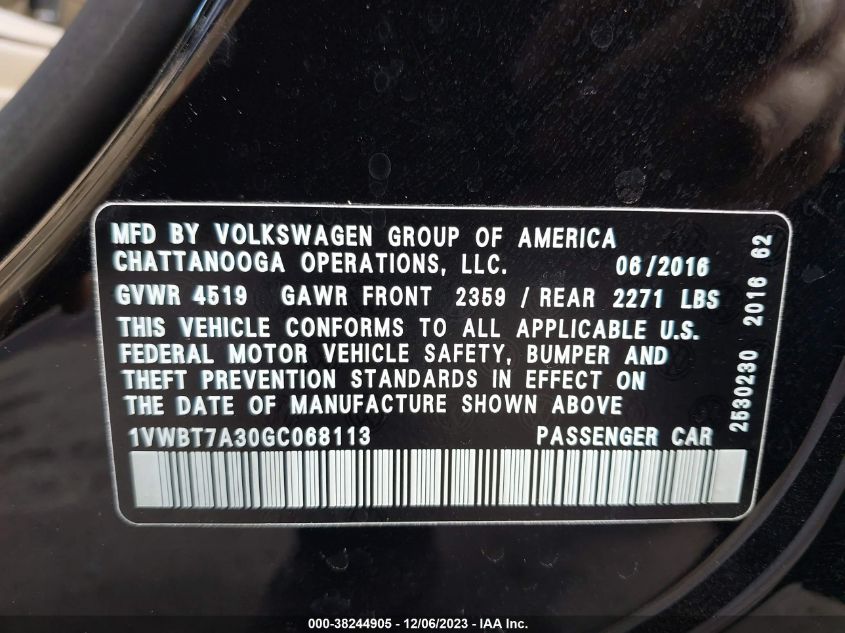 MFD BY VOLKSWAGEN GROUP OF AMERICA
CHATTANOOGA OPERATIONS, LLC. 06/2016
GVWR 4519 GAWR FRONT 2359 / REAR 2271 LBS
THIS VEHICLE CONFORMS TO ALL APPLICABLE U.S.
FEDERAL MOTOR VEHICLE SAFETY, BUMPER AND
THEFT PREVENTION STANDARDS IN EFFECT ON
THE DATE OF MANUFACTURE SHOWN ABOVE
1VWBT7A30GC068113 PASSENGER CAR
2530230 2016 62
000-38244905 - 12/06/2023 - IAA Inc.